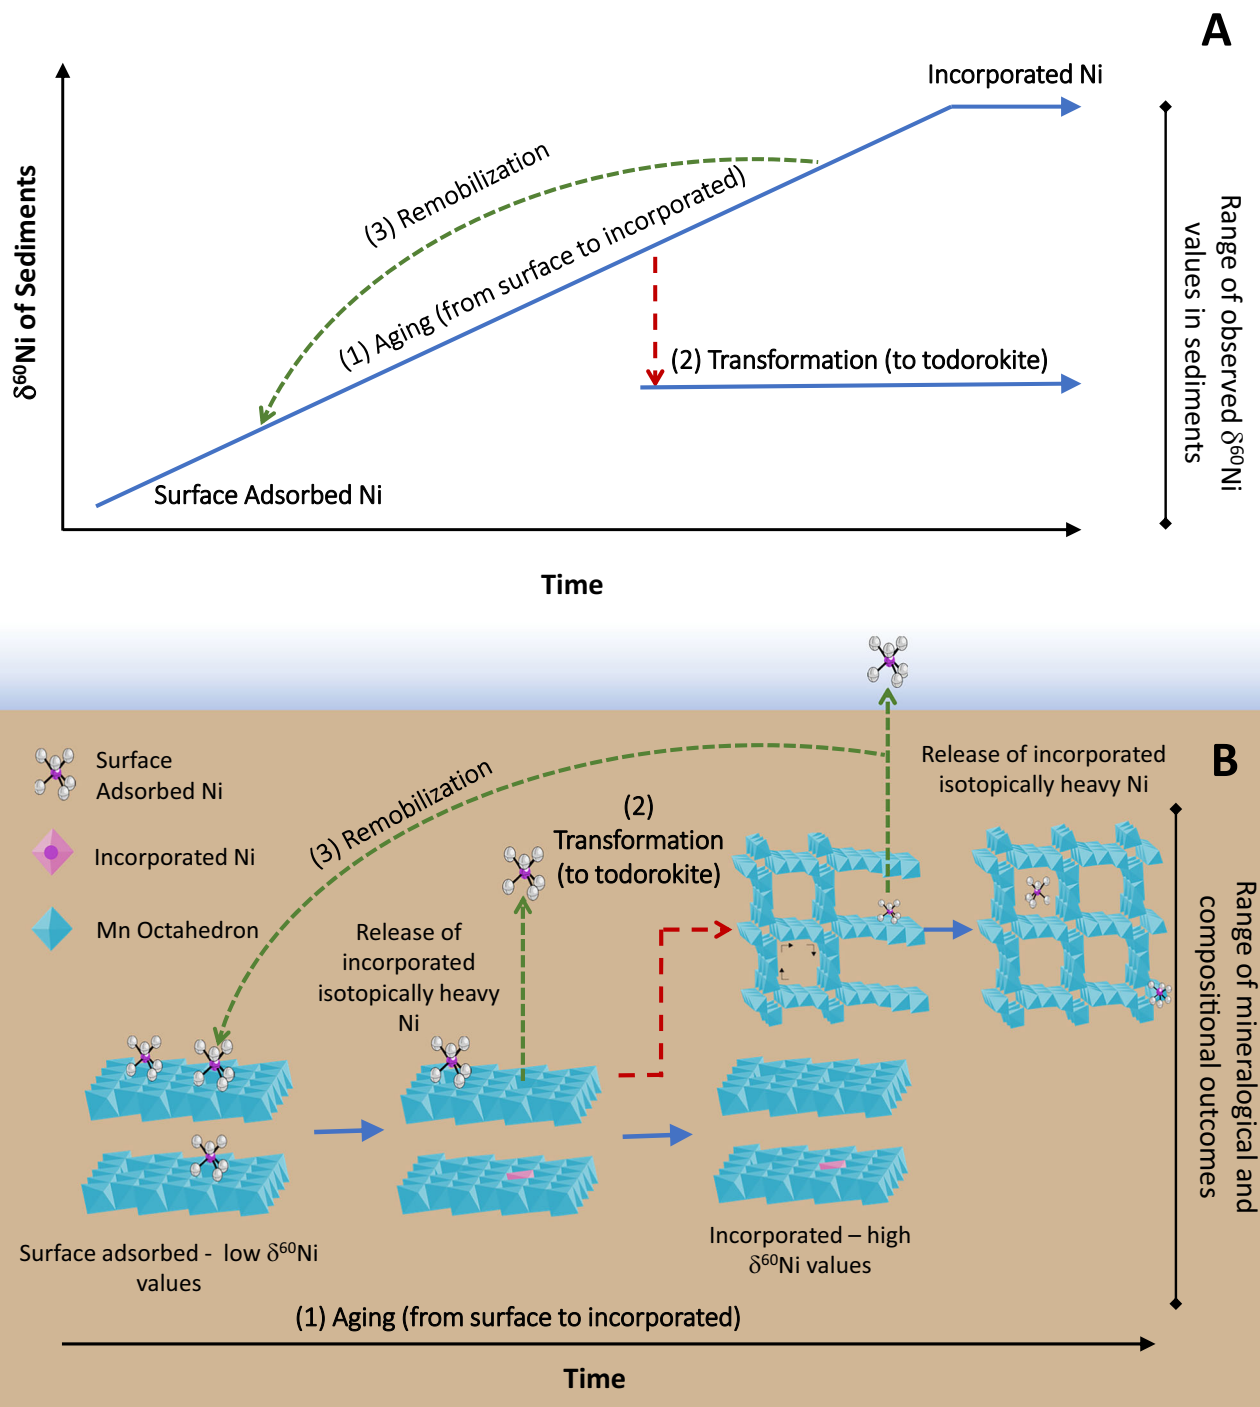 A
Incorporated Ni
(3) Remobilization
(1) Aging (from surface to incorporated)
(2) Transformation (to todorokite)
Surface Adsorbed Ni
δ⁶⁰Ni of Sediments
Time
Range of observed δ⁶⁰Ni
values in sediments
B
Surface
Adsorbed Ni
Incorporated Ni
Mn Octahedron
(3) Remobilization
(2)
Transformation
(to todorokite)
Release of incorporated
isotopically heavy Ni
Release of
incorporated
isotopically heavy
Ni
Surface adsorbed - low δ⁶⁰Ni
values
Incorporated – high
δ⁶⁰Ni values
(1) Aging (from surface to incorporated)
Time
Range of mineralogical and
compositional outcomes